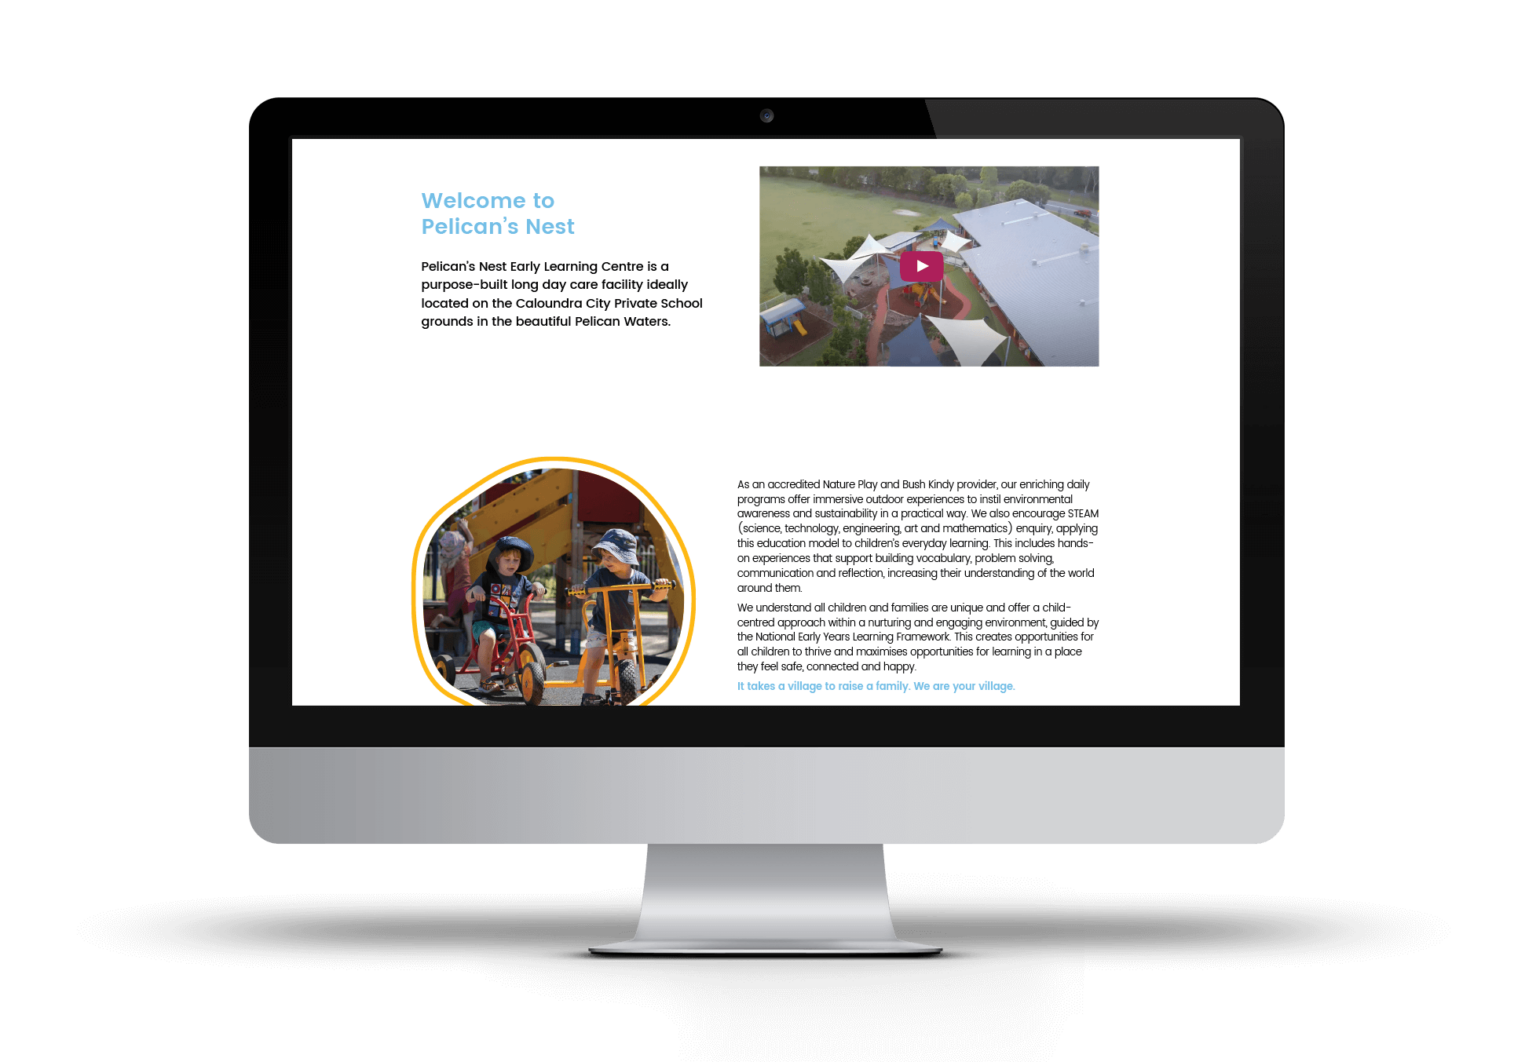 Welcome to
Pelican’s Nest
Pelican's Nest Early Learning Centre is a
purpose-built long day care facility ideally
located on the Caloundra City Private School
grounds in the beautiful Pelican Waters.
As an accredited Nature Play and Bush Kindy provider, our enriching daily
programs offer immersive outdoor experiences to instil environmental
awareness and sustainability in a practical way. We also encourage STEAM
(science, technology, engineering, art and mathematics) enquiry, applying
this education model to children's everyday learning. This includes hands-
on experiences that support building vocabulary, problem solving,
communication and reflection, increasing their understanding of the world
around them.
We understand all children and families are unique and offer a child-
centred approach within a nurturing and engaging environment, guided by
the National Early Years Learning Framework. This creates opportunities for
all children to thrive and maximises opportunities for learning in a place
they feel safe, connected and happy.
It takes a village to raise a family. We are your village.